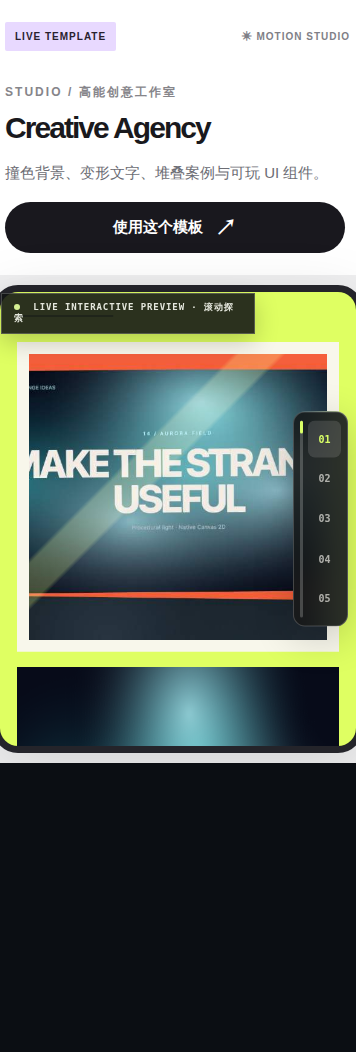 LIVE TEMPLATE
✳ MOTION STUDIO
STUDIO / 高能创意工作室
Creative Agency
撞色背景、变形文字、堆叠案例与可玩 UI 组件。
使用这个模板 ↗
LIVE INTERACTIVE PREVIEW · 滚动探
索
14 / AURORA FIELD
MAKE THE STRAN
USEFUL
Native Canvas 2D
01
02
03
04
05